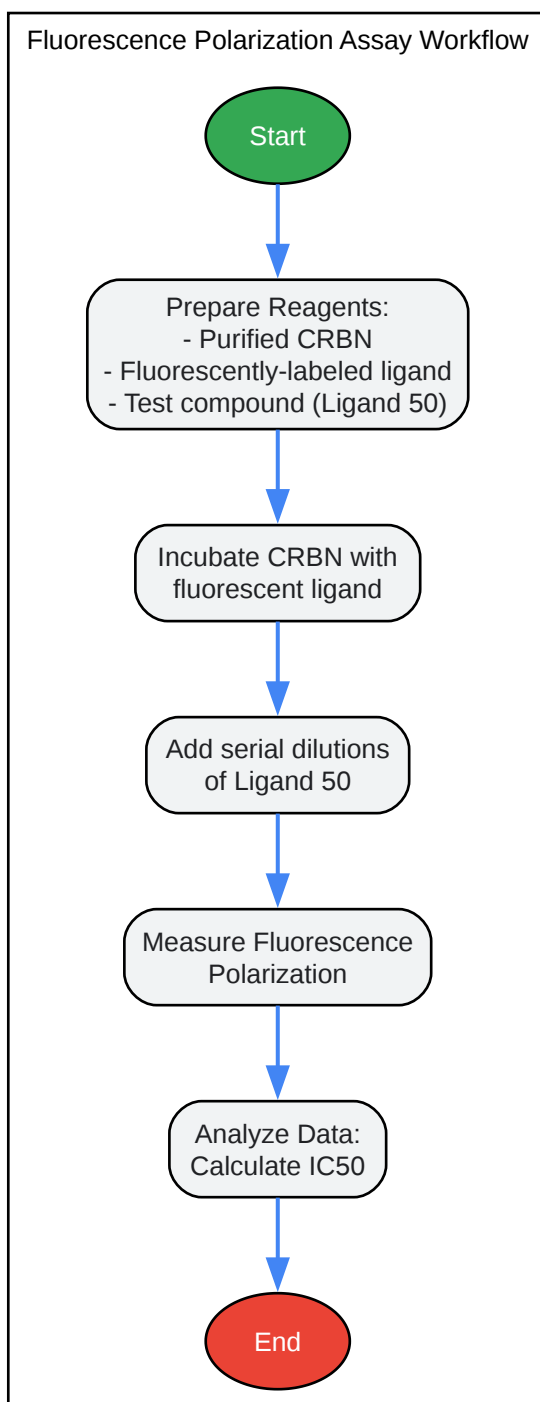 Fluorescence Polarization Assay Workflow
Start
Prepare Reagents:
- Purified CRBN
- Fluorescently-labeled ligand
- Test compound (Ligand 50)
Incubate CRBN with
fluorescent ligand
Add serial dilutions
of Ligand 50
Measure Fluorescence
Polarization
Analyze Data:
Calculate IC50
End